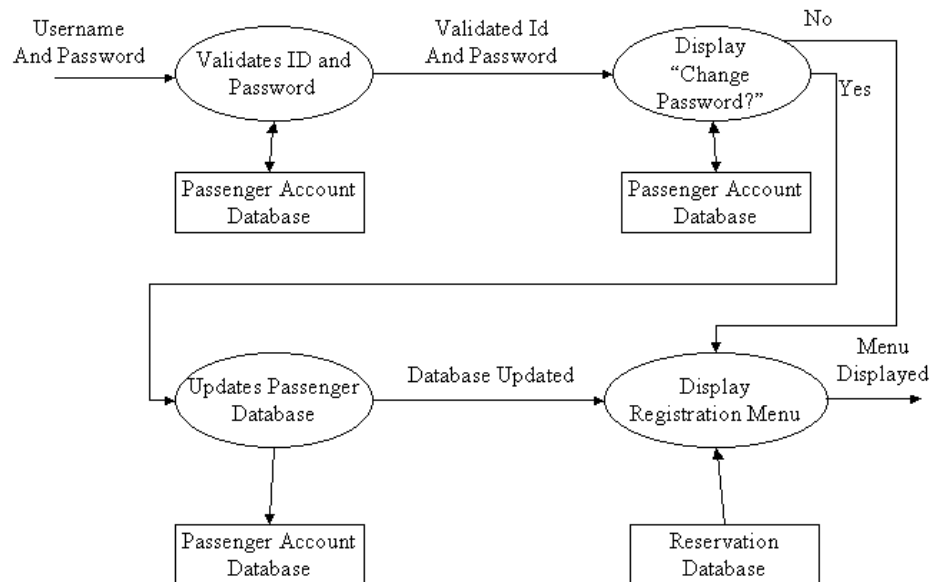 Username
And Password
Validates ID and
Password
Validated Id
And Password
Display
“Change
Password?”
No
Yes
Passenger Account
Database
Passenger Account
Database
Updates Passenger
Database
Database Updated
Display
Registration Menu
Menu
Displayed
Passenger Account
Database
Reservation
Database